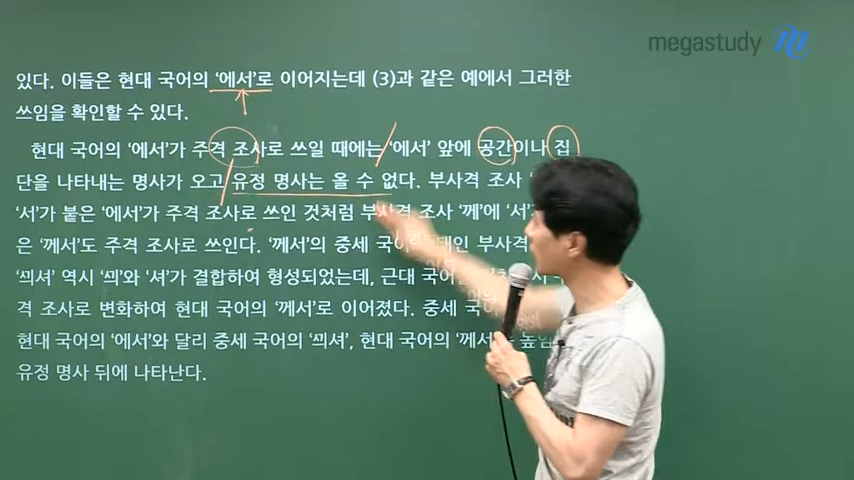 megastudy
있다. 이들은 현대 국어의 ‘에서’로 이어지는데 (3)과 같은 예에서 그러한
쓰임을 확인할 수 있다.
현대 국어의 ‘에서’가 주격 조사로 쓰일 때에는 ‘에서’ 앞에 공간이나 집
단을 나타내는 명사가 오고 유정 명사는 올 수 없다. 부사격 조사
‘서’가 붙은 ‘에서’가 주격 조사로 쓰인 것처럼 부사격 조사 ‘께’에 ‘서’
은 ‘께서’도 주격 조사로 쓰인다. ‘께서’의 중세 국어 부사격
‘ᄭᅴ셔’ 역시 ‘ᄭᅴ’와 ‘셔’가 결합하여 형성되었는데, 근대 국어
격 조사로 변화하여 현대 국어의 ‘께서’로 이어졌다. 중세
현대 국어의 ‘에서’와 달리 중세 국어의 ‘ᄭᅴ셔’, 현대 국어의 ‘께서’ 높임
유정 명사 뒤에 나타난다.